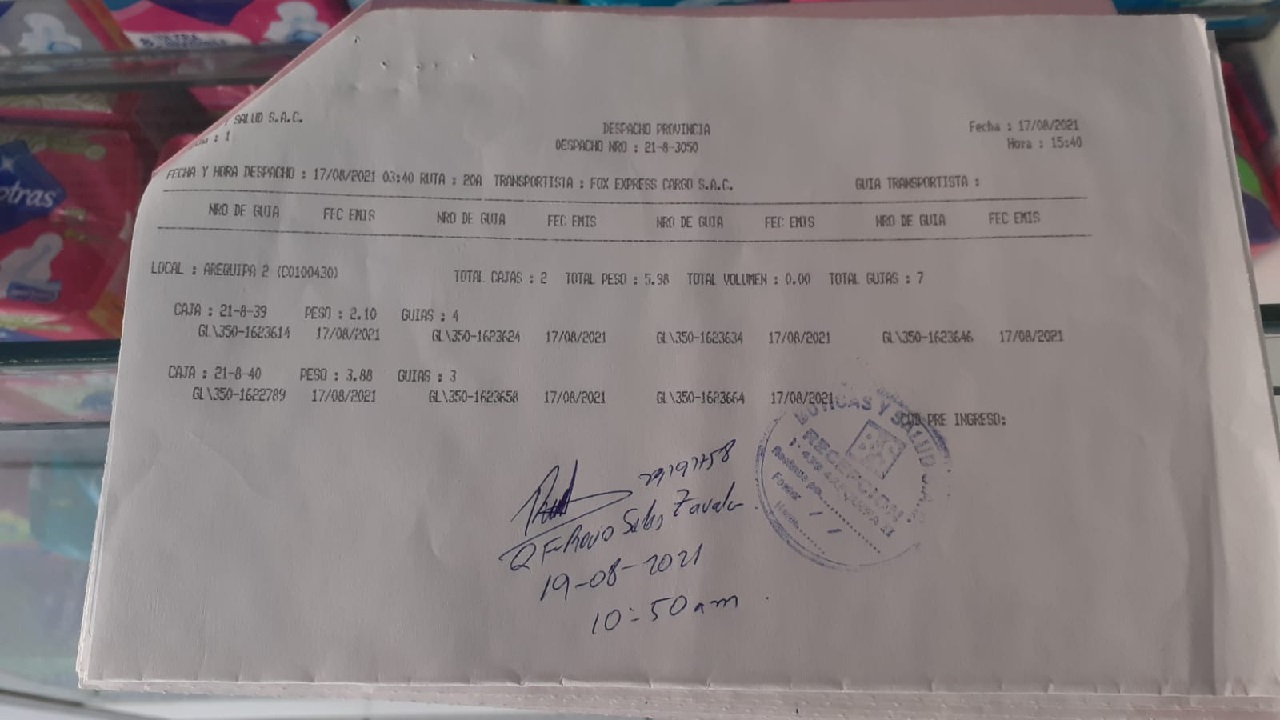 SALUD S.A.C.
: 1
DESPACHO PROVINCIA
DESPACHO NRO : 21-8-3050
Fecha : 17/08/2021
Hora : 15:40
FECHA Y HORA DESPACHO : 17/08/2021 03:40 RUTA : 20A TRANSPORTISTA : FOX EXPRESS CARGO S.A.C. GUIA TRANSPORTISTA :
NRO DE GUIA FEC EMIS NRO DE GUIA FEC EMIS NRO DE GUIA FEC EMIS NRO DE GUIA FEC EMIS
LOCAL : AREQUIPA 2 (CO100430) TOTAL CAJAS : 2 TOTAL PESO : 5.98 TOTAL VOLUMEN : 0.00 TOTAL GUIAS : 7
CAJA : 21-8-39 PESO : 2.10 GUIAS : 4
GL\350-1623614 17/08/2021 GL\350-1623624 17/08/2021 GL\350-1623634 17/08/2021 GL\350-1623646 17/08/2021
CAJA : 21-8-40 PESO : 3.88 GUIAS : 3
GL\350-1622789 17/08/2021 GL\350-1623658 17/08/2021 GL\350-1623664 17/08/2021
PRE INGRESO:
BOTICAS Y SALUD
RECEPCION
QF Zavala
19-08-2021
10:50am